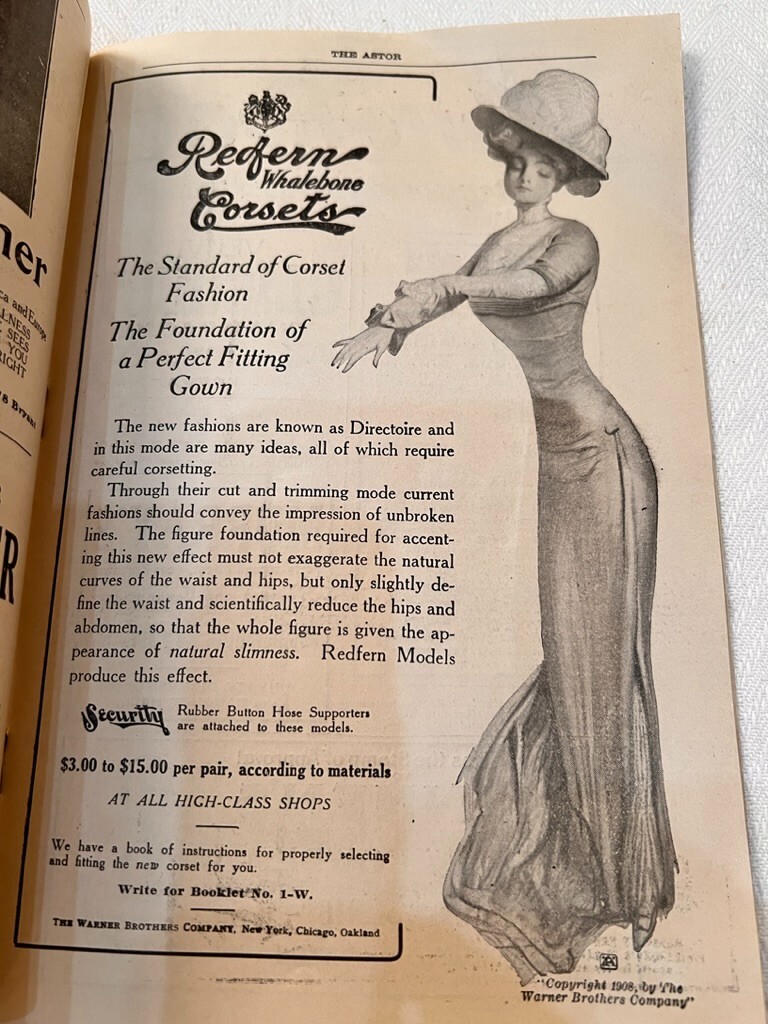 THE ASTOR
Redfern
Whalebone
Corsets
The Standard of Corset
Fashion
The Foundation of
a Perfect Fitting
Gown
The new fashions are known as Directoire and
in this mode are many ideas, all of which require
careful corsetting.
Through their cut and trimming mode current
fashions should convey the impression of unbroken
lines. The figure foundation required for accent-
ing this new effect must not exaggerate the natural
curves of the waist and hips, but only slightly de-
fine the waist and scientifically reduce the hips and
abdomen, so that the whole figure is given the ap-
pearance of natural slimness. Redfern Models
produce this effect.
Security Rubber Button Hose Supporters
are attached to these models.
$3.00 to $15.00 per pair, according to materials
AT ALL HIGH-CLASS SHOPS
We have a book of instructions for properly selecting
and fitting the new corset for you.
Write for Booklet No. 1-W.
THE WARNER BROTHERS COMPANY, New York, Chicago, Oakland
"Copyright 1908, by The
Warner Brothers Company"
ner
ca and Europe
LNESS
SEES
YOU
RIGHT
8 Bryant
R